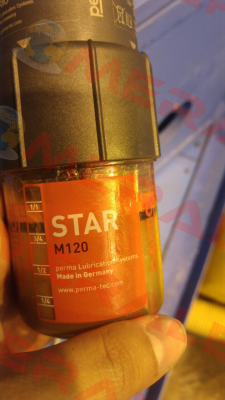 STAR
M120
perma Lubrication Systems
Made in Germany
www.perma-tec.com
1/1
3/4
1/2
1/4